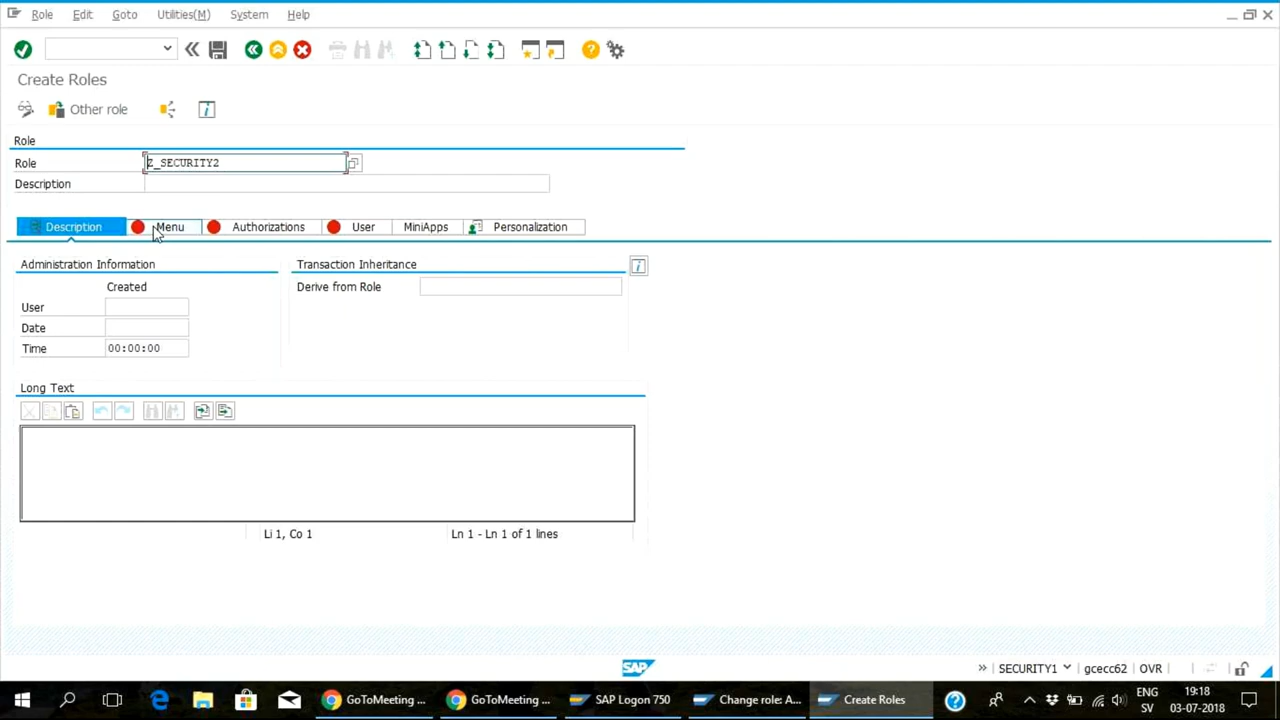 Role Edit Goto Utilities(M) System Help
Create Roles
Other role
Role
Role Z_SECURITY2
Description
Description Menu Authorizations User MiniApps Personalization
Administration Information Transaction Inheritance
Created Derive from Role
User
Date
Time 00:00:00
Long Text
Li 1, Co 1 Ln 1 - Ln 1 of 1 lines
SAP SECURITY1 gcecc62 OVR
GoToMeeting ... GoToMeeting ... SAP Logon 750 Change role: A... Create Roles ENG 19:18
SV 03-07-2018